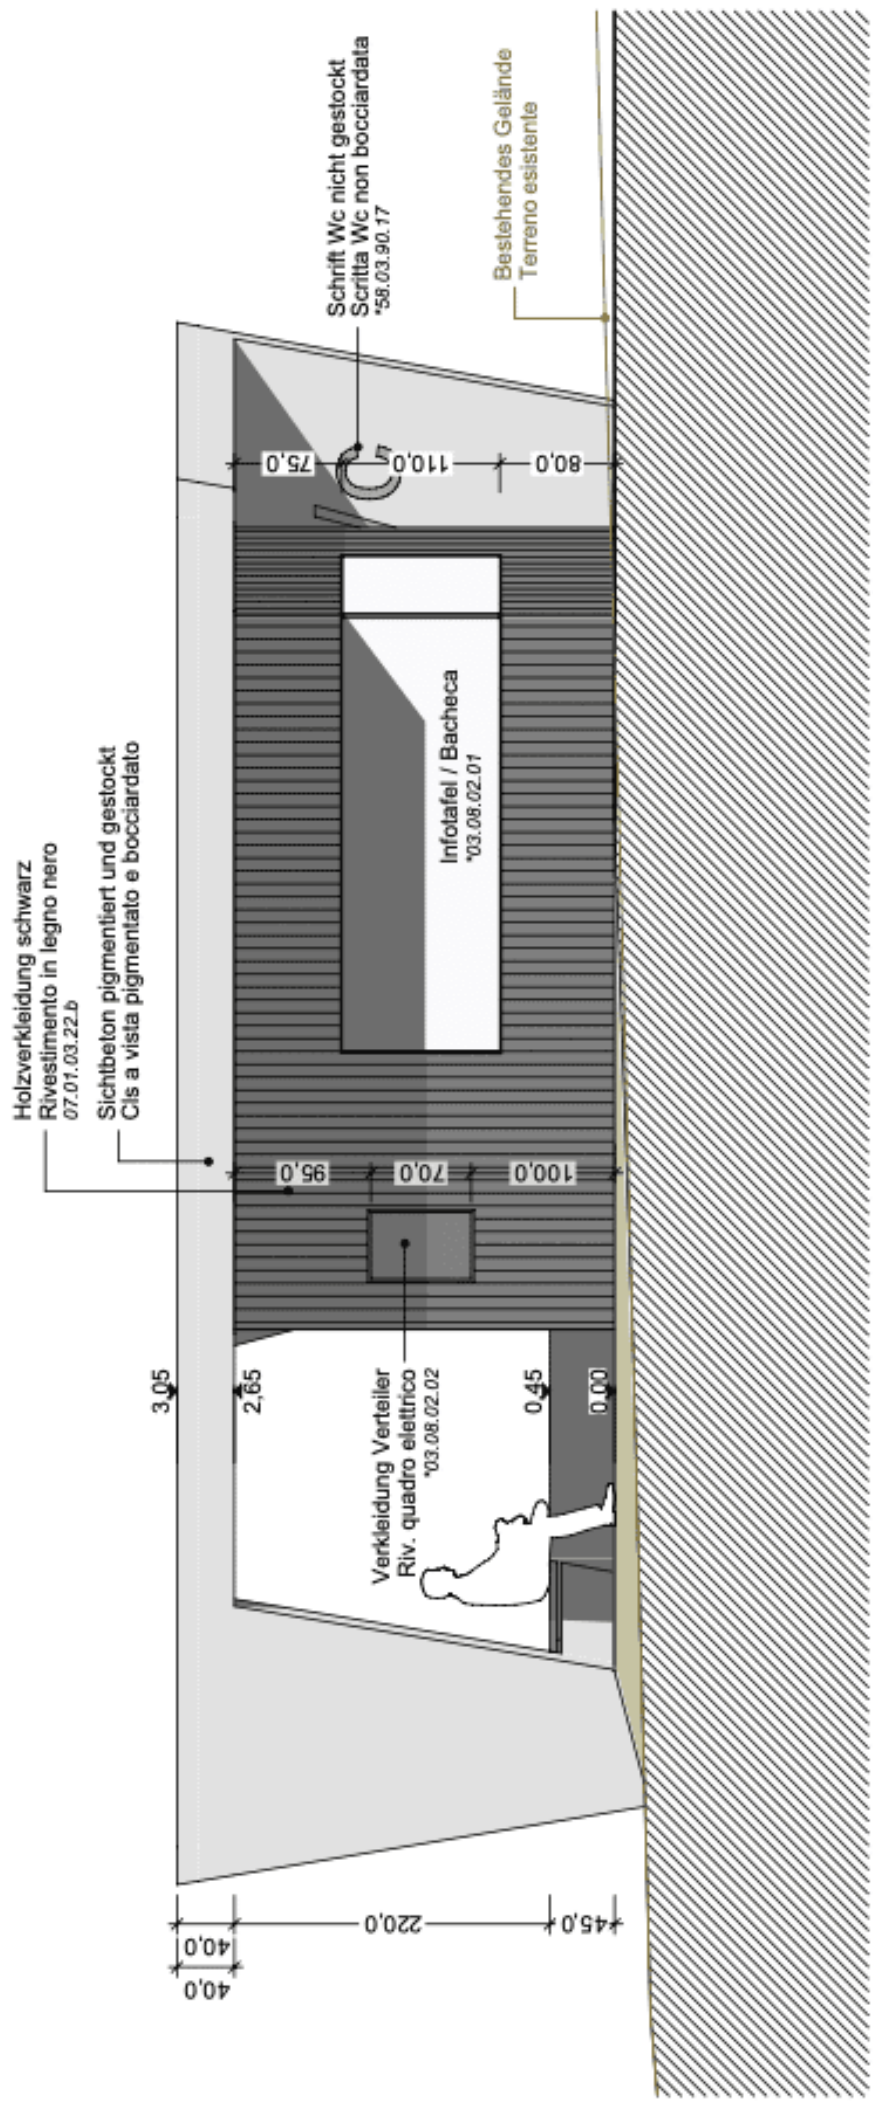 Holzverkleidung schwarz
Rivestimento in legno nero
07.01.03.22.b
Sichtbeton pigmentiert und gestockt
Cls a vista pigmentato e bocciardato
Schrift Wc nicht gestockt
Scritta Wc non bocciardata
*58.03.90.17
Bestehendes Gelände
Terreno esistente
40,0
40,0
220,0
45,0
3,05
2,65
0,45
0,00
Verkleidung Verteiler
Riv. quadro elettrico
*03.08.02.02
95,0
70,0
100,0
Infotafel / Bacheca
*03.08.02.01
75,0
110,0
80,0
C